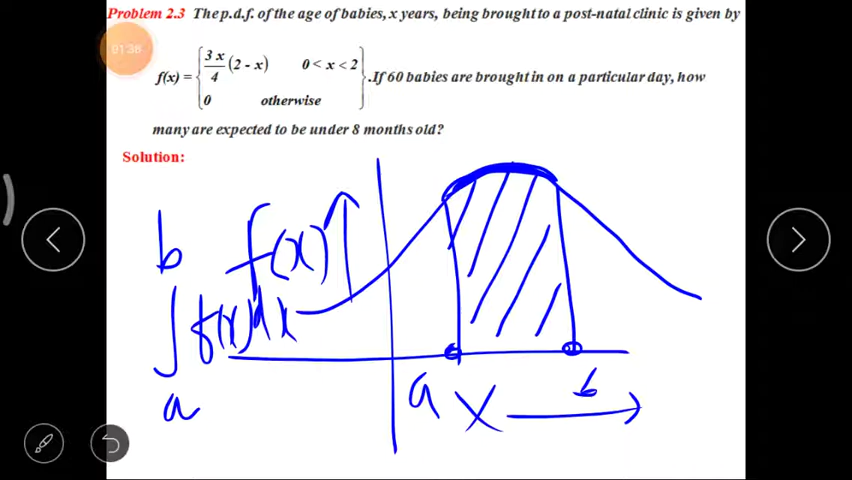 Problem 2.3 The p.d.f. of the age of babies, x years, being brought to a post-natal clinic is given by
01:38
f(x) = { 3x/4 (2 - x) 0 < x < 2
0 otherwise } .If 60 babies are brought in on a particular day, how
many are expected to be under 8 months old?
Solution:
f(x)
b
∫ f(x)dx
a
a b
X